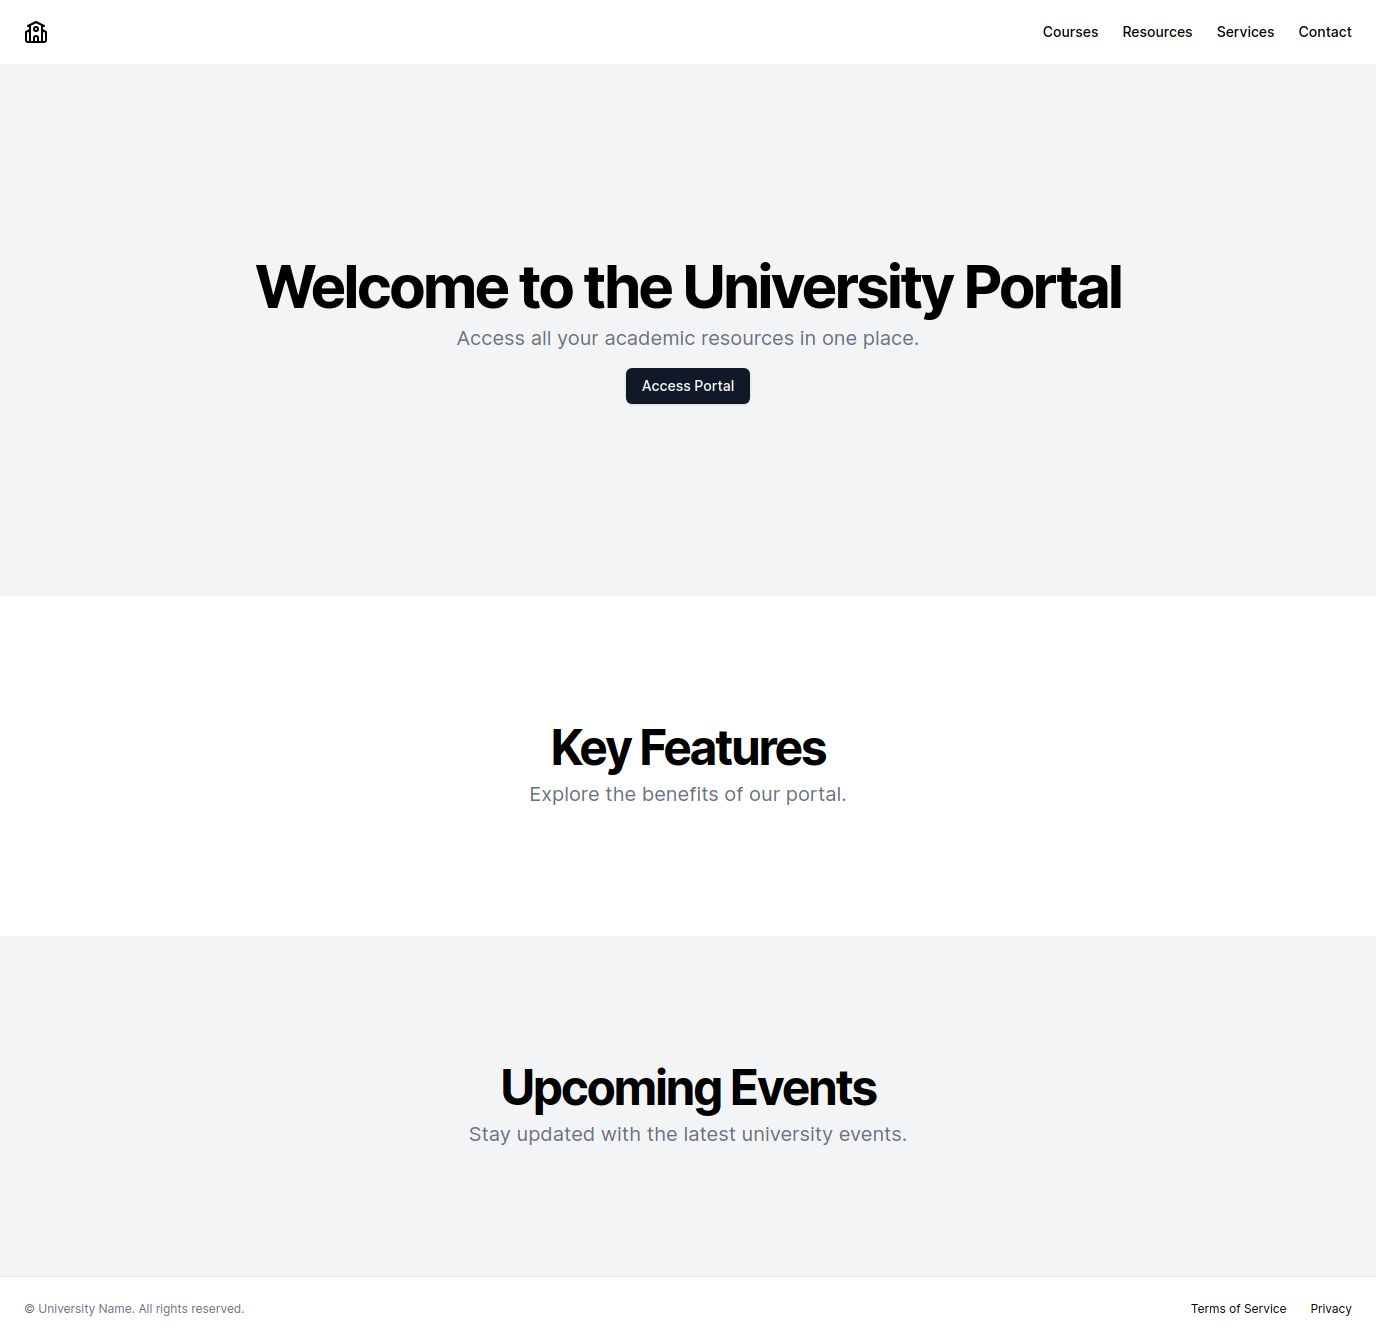 Courses Resources Services Contact
Welcome to the University Portal
Access all your academic resources in one place.
Access Portal
Key Features
Explore the benefits of our portal.
Upcoming Events
Stay updated with the latest university events.
© University Name. All rights reserved. Terms of Service Privacy